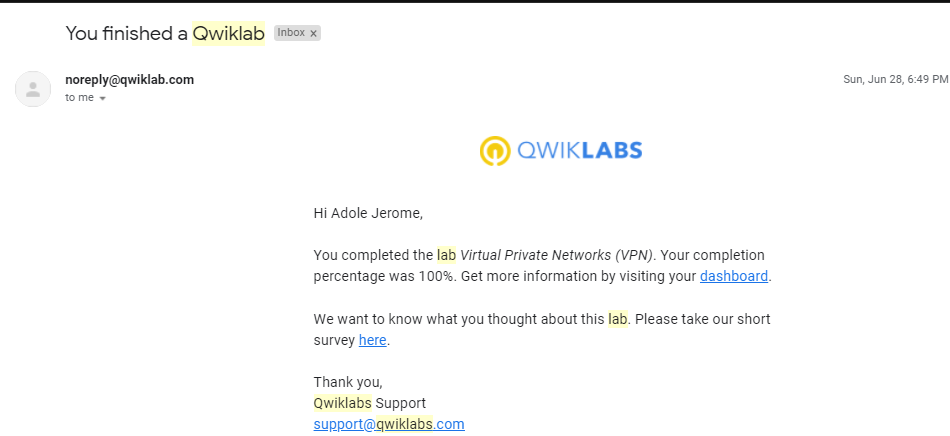 You finished a Qwiklab Inbox x
noreply@qwiklab.com
Sun, Jun 28, 6:49 PM
to me
QWIKLABS
Hi Adole Jerome,
You completed the lab Virtual Private Networks (VPN). Your completion
percentage was 100%. Get more information by visiting your dashboard.
We want to know what you thought about this lab. Please take our short
survey here.
Thank you,
Qwiklabs Support
support@qwiklabs.com